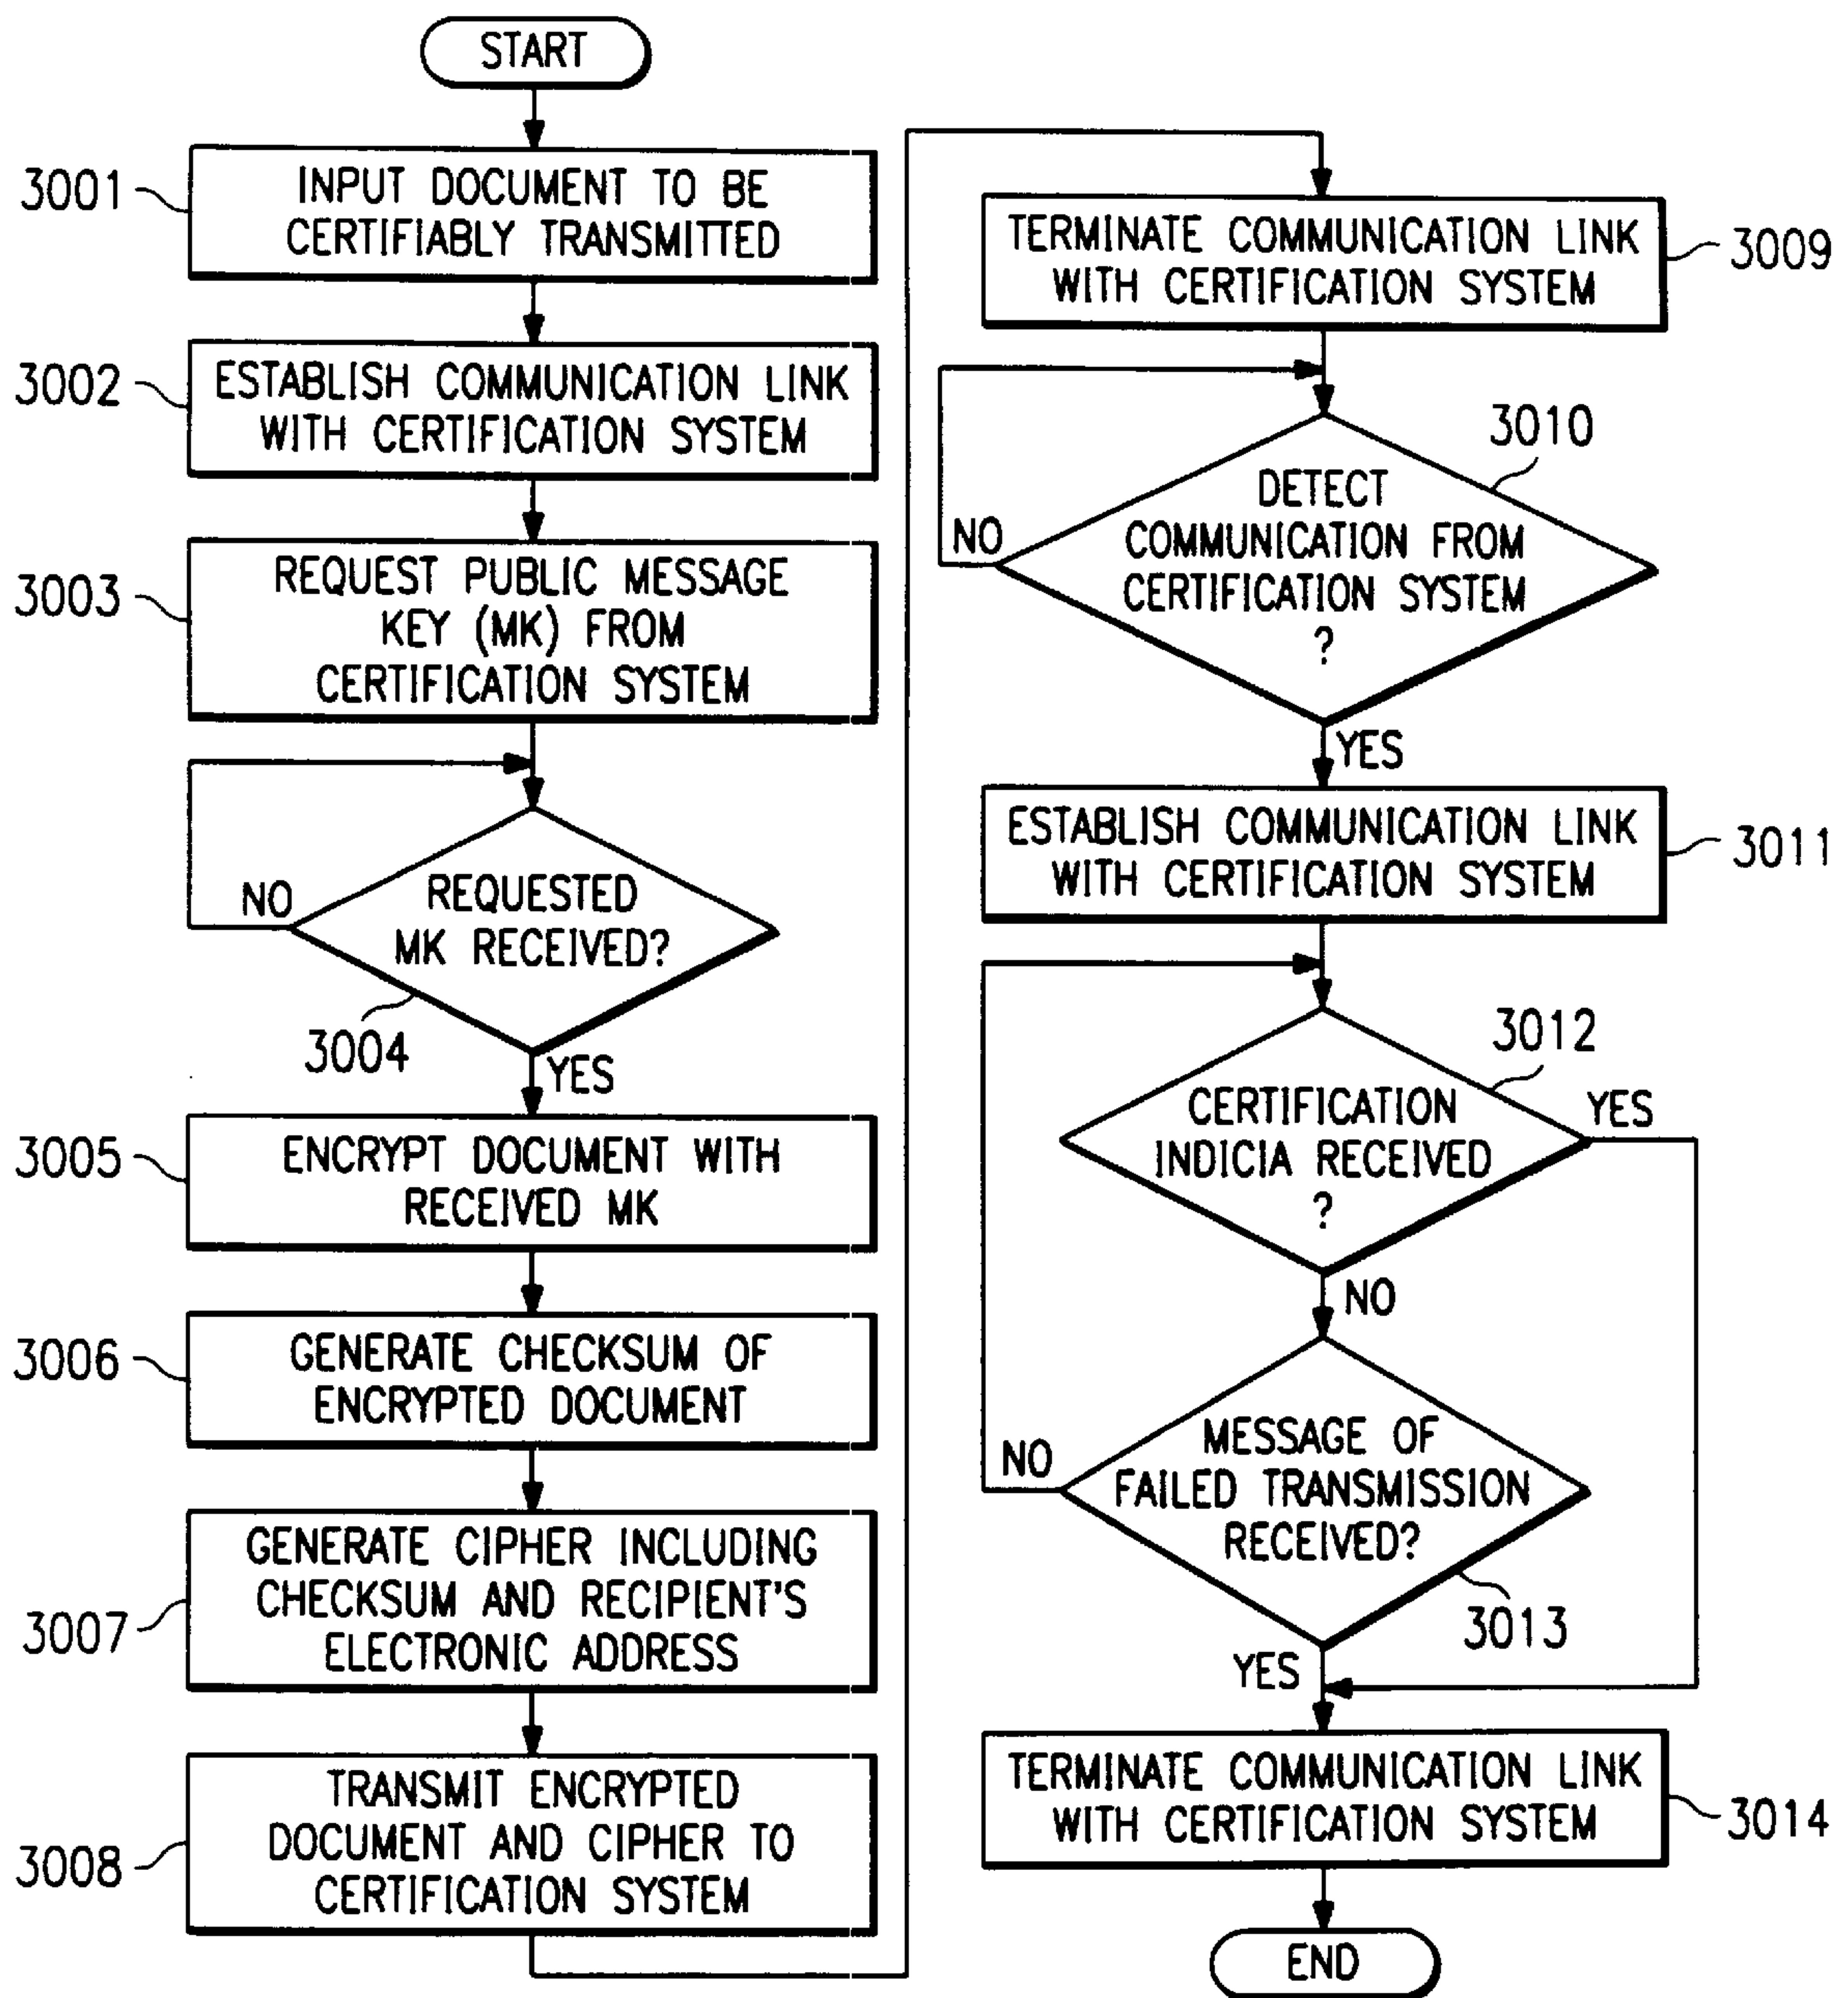 START
3001
INPUT DOCUMENT TO BE
CERTIFIABLY TRANSMITTED
3002
ESTABLISH COMMUNICATION LINK
WITH CERTIFICATION SYSTEM
3003
REQUEST PUBLIC MESSAGE
KEY (MK) FROM
CERTIFICATION SYSTEM
NO
REQUESTED
MK RECEIVED?
3004
YES
3005
ENCRYPT DOCUMENT WITH
RECEIVED MK
3006
GENERATE CHECKSUM OF
ENCRYPTED DOCUMENT
3007
GENERATE CIPHER INCLUDING
CHECKSUM AND RECIPIENT'S
ELECTRONIC ADDRESS
3008
TRANSMIT ENCRYPTED
DOCUMENT AND CIPHER TO
CERTIFICATION SYSTEM
TERMINATE COMMUNICATION LINK
WITH CERTIFICATION SYSTEM
3009
3010
NO
DETECT
COMMUNICATION FROM
CERTIFICATION SYSTEM
?
YES
ESTABLISH COMMUNICATION LINK
WITH CERTIFICATION SYSTEM
3011
3012
CERTIFICATION
INDICIA RECEIVED
?
YES
NO
NO
MESSAGE OF
FAILED TRANSMISSION
RECEIVED?
3013
YES
TERMINATE COMMUNICATION LINK
WITH CERTIFICATION SYSTEM
3014
END